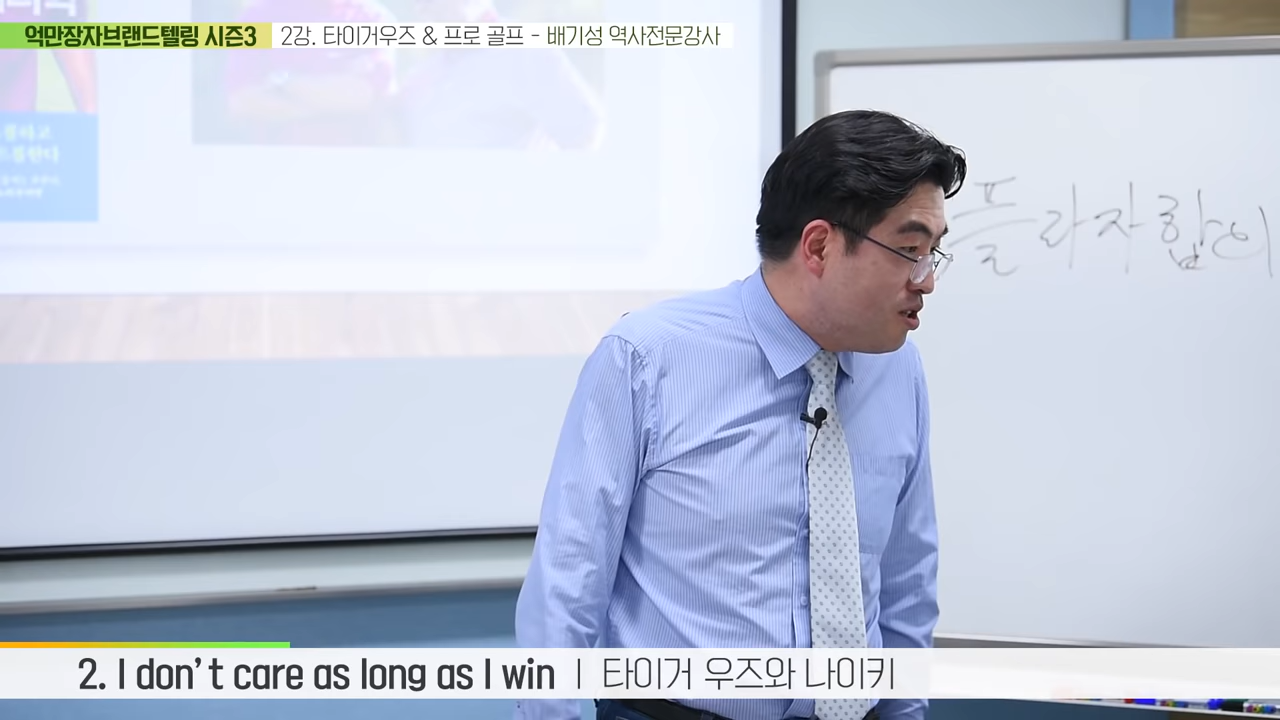 억만장자브랜드텔링 시즌3 2강. 타이거우즈 & 프로 골프 - 배기성 역사전문강사
플라자합의
2. I don't care as long as I win | 타이거 우즈와 나이키